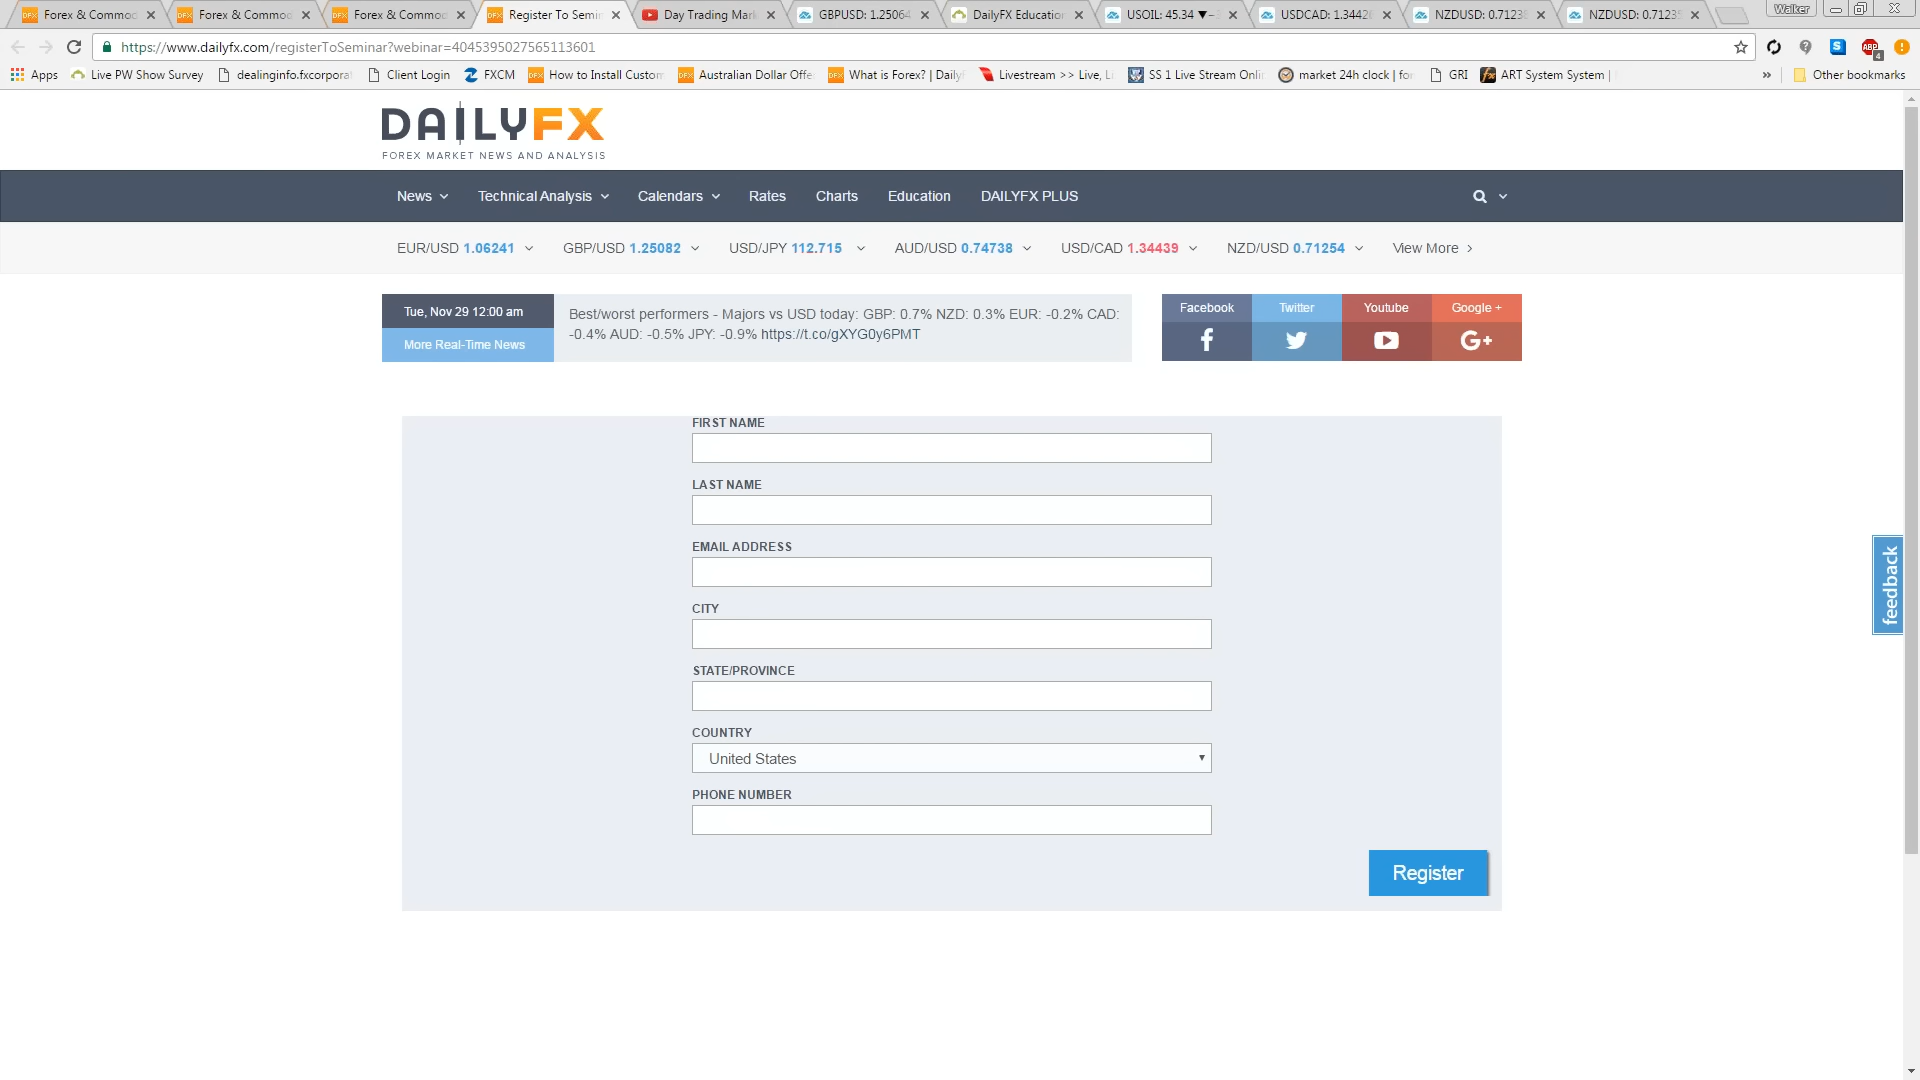 Forex & Commod
Forex & Commod
Forex & Commod
Register To Semin
Day Trading Mark
GBPUSD: 1.25064
DailyFX Education
USOIL: 45.34 ▼
USDCAD: 1.3442
NZDUSD: 0.7123
NZDUSD: 0.7123
Walker
https://www.dailyfx.com/registerToSeminar?webinar=4045395027565113601
Apps
Live PW Show Survey
dealinginfo.fxcorpora
Client Login
FXCM
How to Install Custom
Australian Dollar Offe
What is Forex? | Daily
Livestream >> Live, Li
SS 1 Live Stream Onli
market 24h clock | for
GRI
ART System System |
»
Other bookmarks
DAILYFX
FOREX MARKET NEWS AND ANALYSIS
News
Technical Analysis
Calendars
Rates
Charts
Education
DAILYFX PLUS
EUR/USD 1.06241
GBP/USD 1.25082
USD/JPY 112.715
AUD/USD 0.74738
USD/CAD 1.34439
NZD/USD 0.71254
View More >
Tue, Nov 29 12:00 am
More Real-Time News
Best/worst performers - Majors vs USD today: GBP: 0.7% NZD: 0.3% EUR: -0.2% CAD:
-0.4% AUD: -0.5% JPY: -0.9% https://t.co/gXYG0y6PMT
Facebook
Twitter
Youtube
Google +
FIRST NAME
LAST NAME
EMAIL ADDRESS
CITY
STATE/PROVINCE
COUNTRY
United States
PHONE NUMBER
Register
feedback